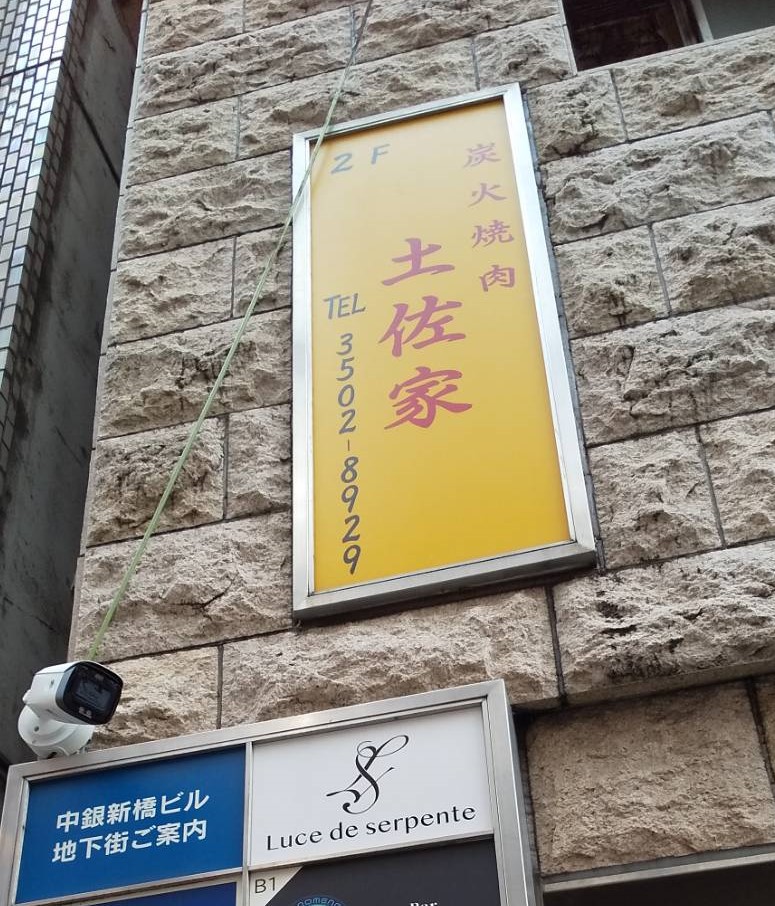 炭火焼肉
土佐家
2F
TEL 3502-8929
中銀新橋ビル
地下街ご案内
Luce de serpente
B1
Bar